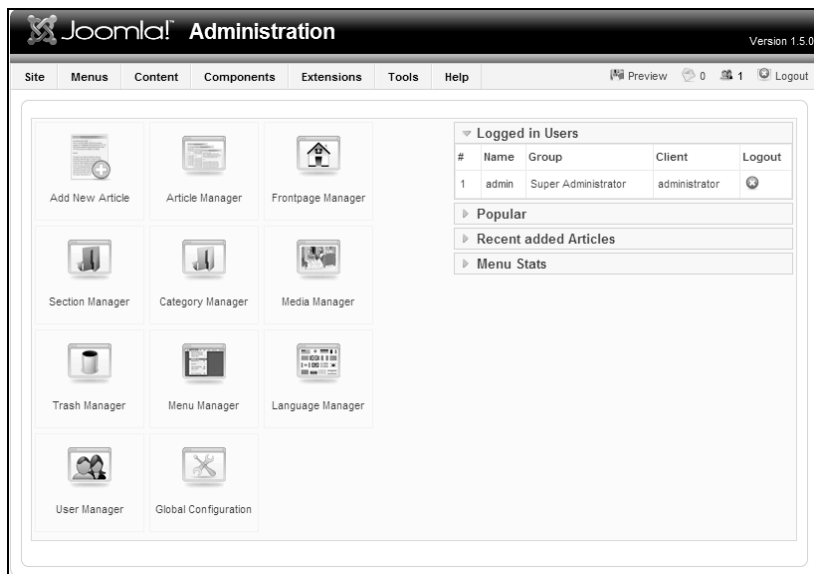 Joomla!™ Administration
Version 1.5.0
Site Menus Content Components Extensions Tools Help Preview 0 1 Logout
Logged in Users
# Name Group Client Logout
1 admin Super Administrator administrator
Popular
Recent added Articles
Menu Stats
Add New Article Article Manager Frontpage Manager
Section Manager Category Manager Media Manager
Trash Manager Menu Manager Language Manager
User Manager Global Configuration